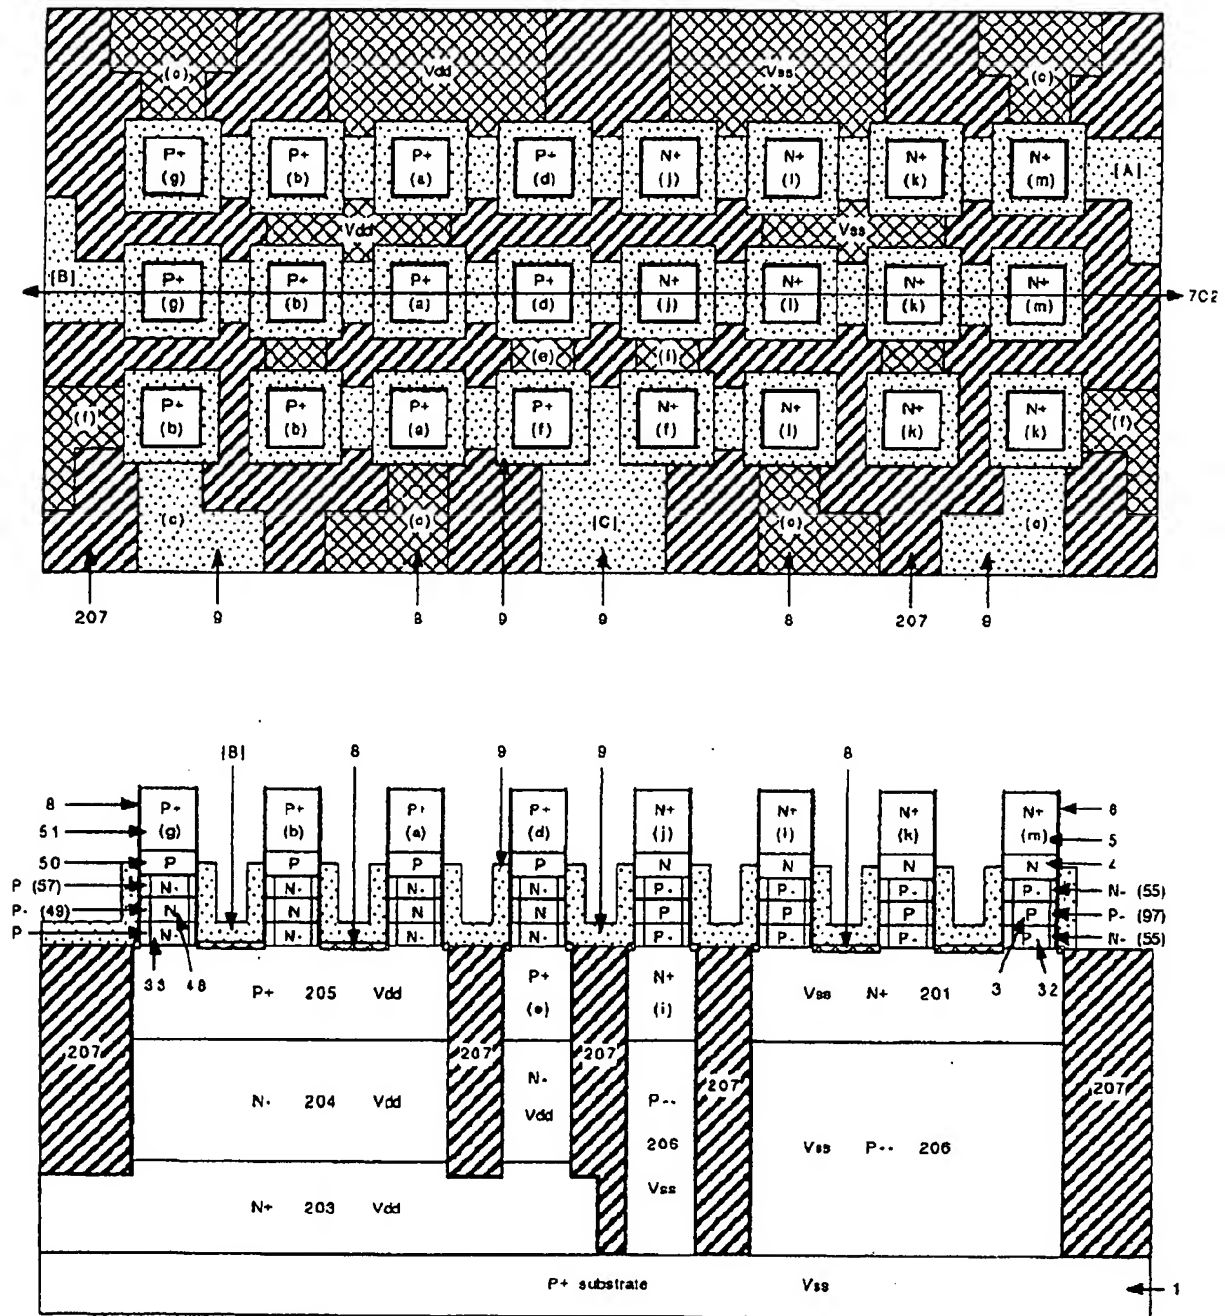 (c) Vdd Vss (c)
P+ P+ P+ P+ N+ N+ N+ N+ [A]
(g) (b) (a) (d) (j) (l) (k) (m)
Vdd Vss
[B] P+ P+ P+ P+ N+ N+ N+ N+
(g) (b) (a) (d) (j) (l) (k) (m) 7C2
(e) (i)
P+ P+ P+ P+ N+ N+ N+ N+
(f) (b) (b) (a) (f) (f) (l) (k) (k) (f)
(c) (c) [C] (c) (c)
207 9 8 9 9 8 207 9
[B] 8 9 9 8
8 P+ P+ P+ P+ N+ N+ N+ N+ 8
51 (g) (b) (a) (d) (j) (l) (k) (m) 5
50 P P P P N N N N 4
P (57) N- N- N- N- P- P- P- P- N- (55)
P- (49) N N N N P P P P P- (97)
P N- N- N- N- P- P- P- P- N- (55)
33 48 P+ 205 Vdd P+ N+ Vss N+ 201 3 32
(e) (i)
207 207 207 207 207
N- 204 Vdd N- Vdd P-- 206 Vss Vss P-- 206
N+ 203 Vdd
P+ substrate Vss 1